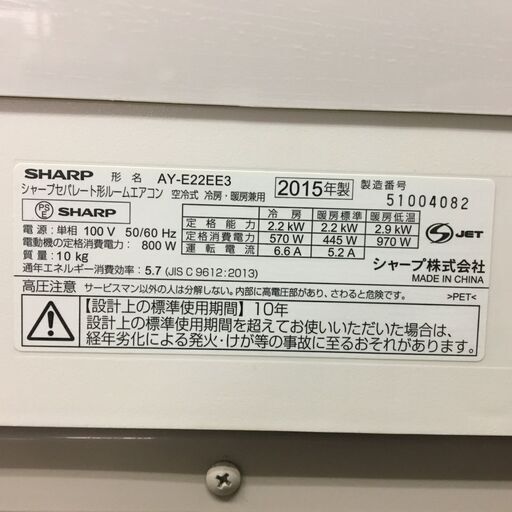 SHARP 形名 AY-E22EE3 2015年製 製造番号 51004082
シャープセパレート形ルームエアコン 空冷式 冷房・暖房兼用
PSE SHARP
冷房 暖房標準 暖房低温
定格能力 2.2 kW 2.2 kW 2.9 kW
定格消費電力 570 W 445 W 970 W
運転電流 6.6 A 5.2 A
S JET
電源:単相 100 V 50/60 Hz
電動機の定格消費電力: 800 W
質量:10 kg
シャープ株式会社
MADE IN CHINA
通年エネルギー消費効率: 5.7 (JIS C 9612:2013)
高圧注意 サービスマン以外の人は分解しない。内部に高電圧部があり、さわると危険です。 >PET<
【設計上の標準使用期間】10年
設計上の標準使用期間を超えてお使いいただいた場合は、
経年劣化による発火・けが等の事故に至るおそれがあります。